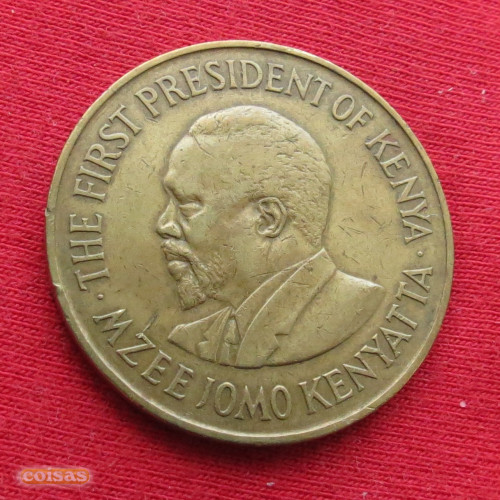 · THE FIRST PRESIDENT OF KENYA ·
MZEE JOMO KENYATTA
coisas